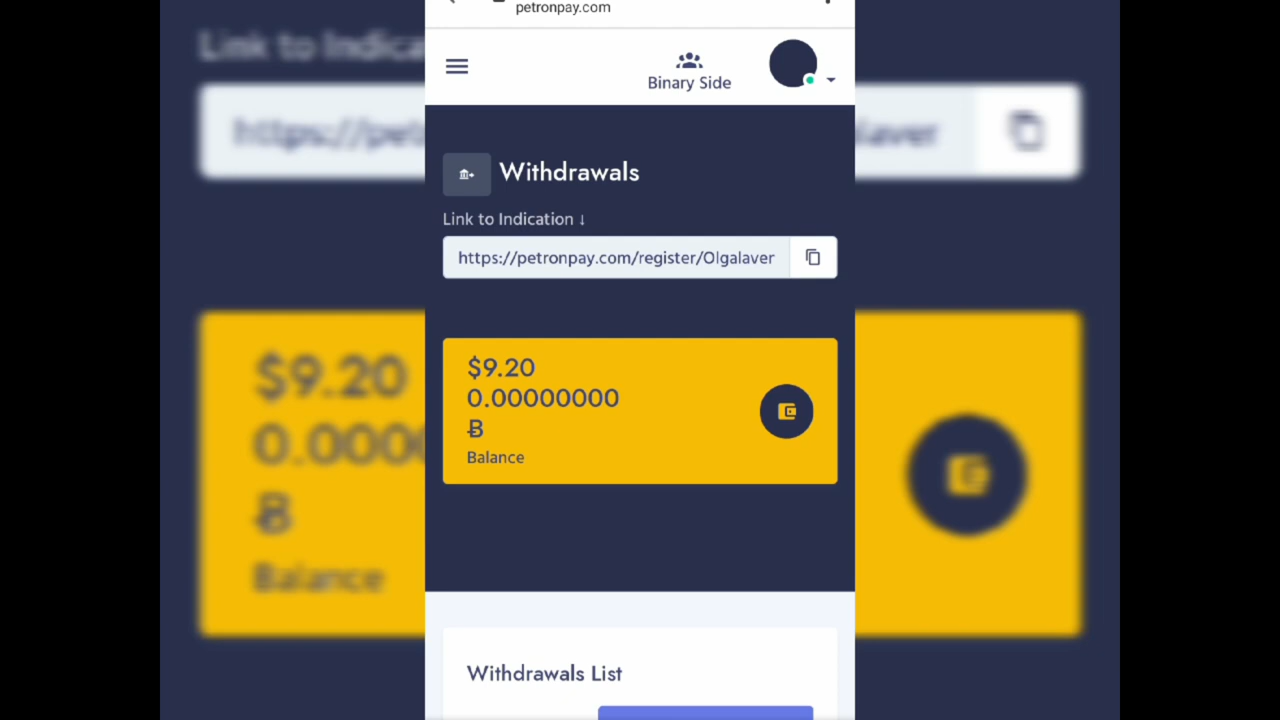 petronpay.com
Binary Side
Withdrawals
Link to Indication ↓
https://petronpay.com/register/Olgalaver
$9.20
0.00000000
Ƀ
Balance
Withdrawals List